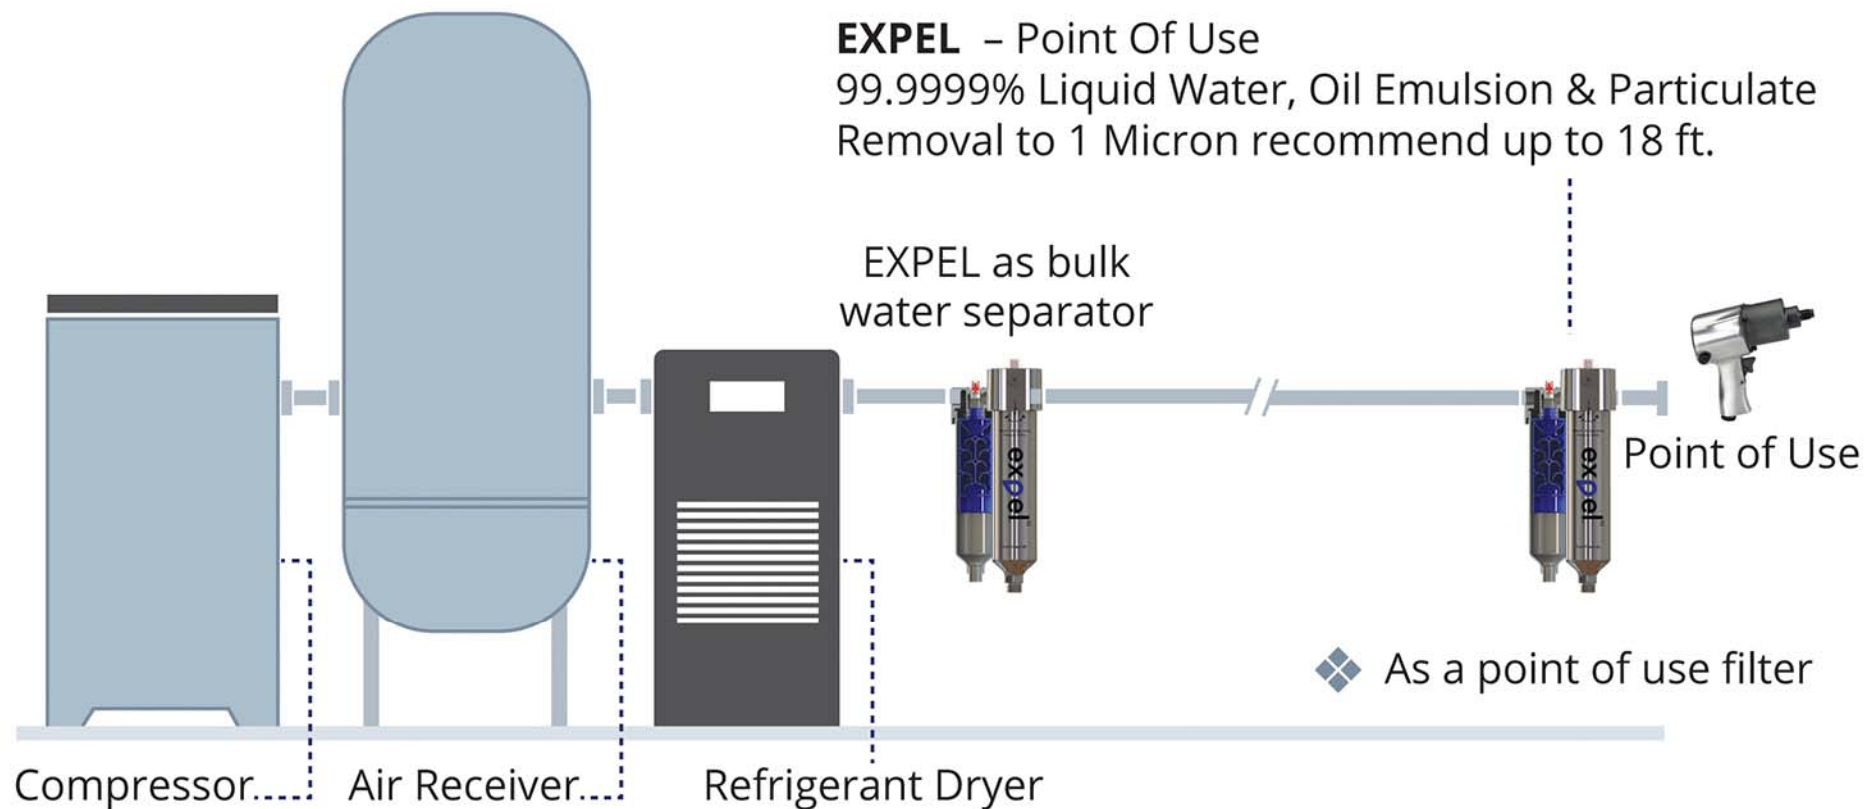 EXPEL – Point Of Use
99.9999% Liquid Water, Oil Emulsion & Particulate
Removal to 1 Micron recommend up to 18 ft.
EXPEL as bulk
water separator
expel
expel
Point of Use
As a point of use filter
Compressor
Air Receiver
Refrigerant Dryer